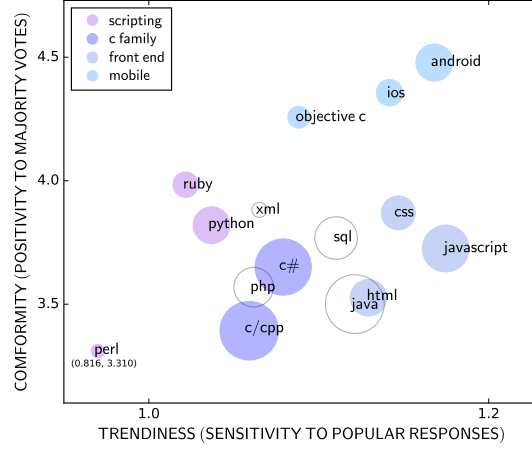 scripting
c family
front end
mobile
4.5
4.0
3.5
1.0
1.2
android
ios
objective c
ruby
xml
python
css
sql
javascript
c#
php
html
java
c/cpp
perl
(0.816, 3.310)
COMFORMITY (POSITIVITY TO MAJORITY VOTES)
TRENDINESS (SENSITIVITY TO POPULAR RESPONSES)